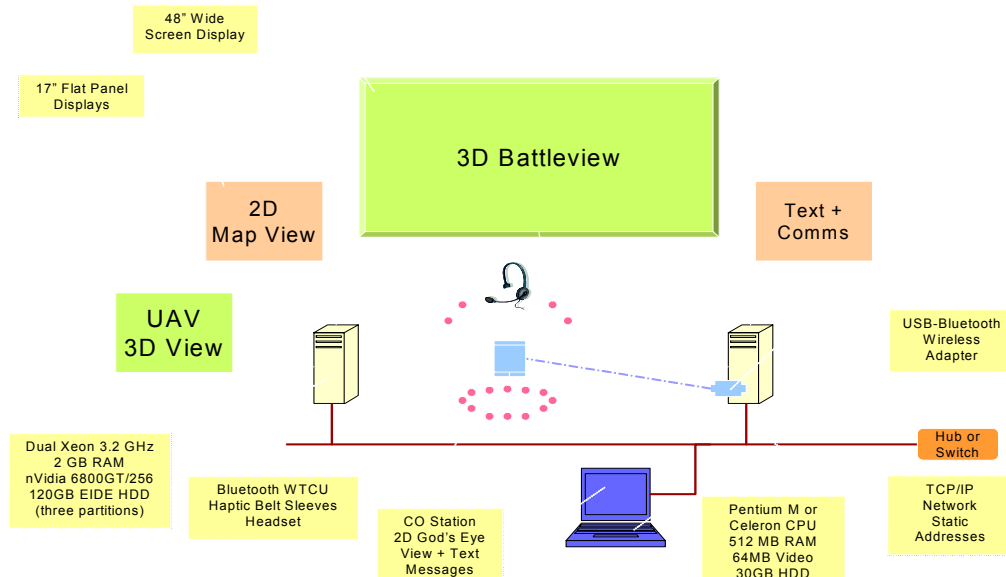 48” Wide
Screen Display
17” Flat Panel
Displays
3D Battleview
2D
Map View
Text +
Comms
UAV
3D View
USB-Bluetooth
Wireless
Adapter
Dual Xeon 3.2 GHz
2 GB RAM
nVidia 6800GT/256
120GB EIDE HDD
(three partitions)
Bluetooth WTCU
Haptic Belt Sleeves
Headset
CO Station
2D God’s Eye
View + Text
Messages
Pentium M or
Celeron CPU
512 MB RAM
64MB Video
30GB HDD
Hub or
Switch
TCP/IP
Network
Static
Addresses